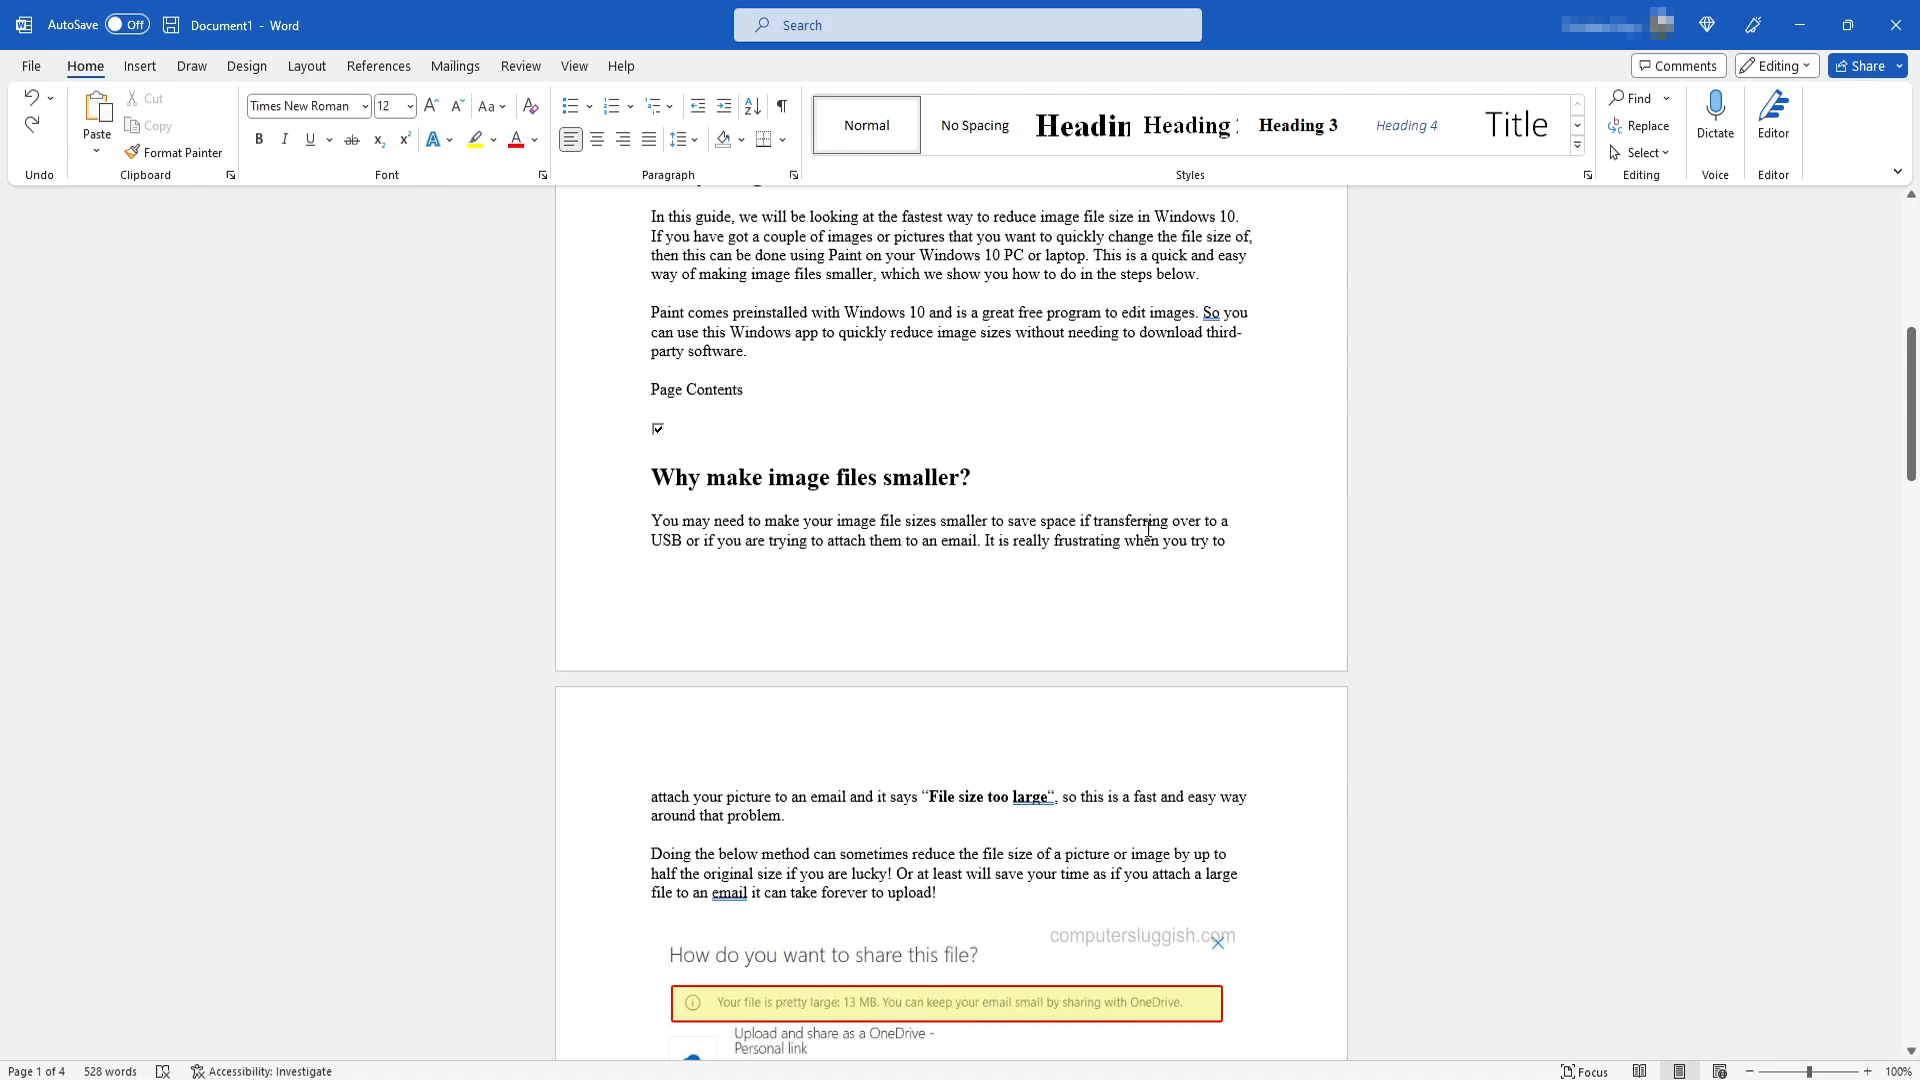 AutoSave Off Document1 - Word Search
File Home Insert Draw Design Layout References Mailings Review View Help Comments Editing Share
Paste Cut Copy Format Painter
Times New Roman 12 Aa
B I U ab x₂ x² A A
Normal No Spacing Headin Heading Heading 3 Heading 4 Title
Find Replace Select Dictate Editor
Undo Clipboard Font Paragraph Styles Editing Voice Editor
In this guide, we will be looking at the fastest way to reduce image file size in Windows 10.
If you have got a couple of images or pictures that you want to quickly change the file size of,
then this can be done using Paint on your Windows 10 PC or laptop. This is a quick and easy
way of making image files smaller, which we show you how to do in the steps below.
Paint comes preinstalled with Windows 10 and is a great free program to edit images. So you
can use this Windows app to quickly reduce image sizes without needing to download third-
party software.
Page Contents
Why make image files smaller?
You may need to make your image file sizes smaller to save space if transferring over to a
USB or if you are trying to attach them to an email. It is really frustrating when you try to
attach your picture to an email and it says “File size too large“, so this is a fast and easy way
around that problem.
Doing the below method can sometimes reduce the file size of a picture or image by up to
half the original size if you are lucky! Or at least will save your time as if you attach a large
file to an email it can take forever to upload!
computersluggish.com
How do you want to share this file?
Your file is pretty large: 13 MB. You can keep your email small by sharing with OneDrive.
Upload and share as a OneDrive -
Personal link
Page 1 of 4 528 words Accessibility: Investigate Focus 100%